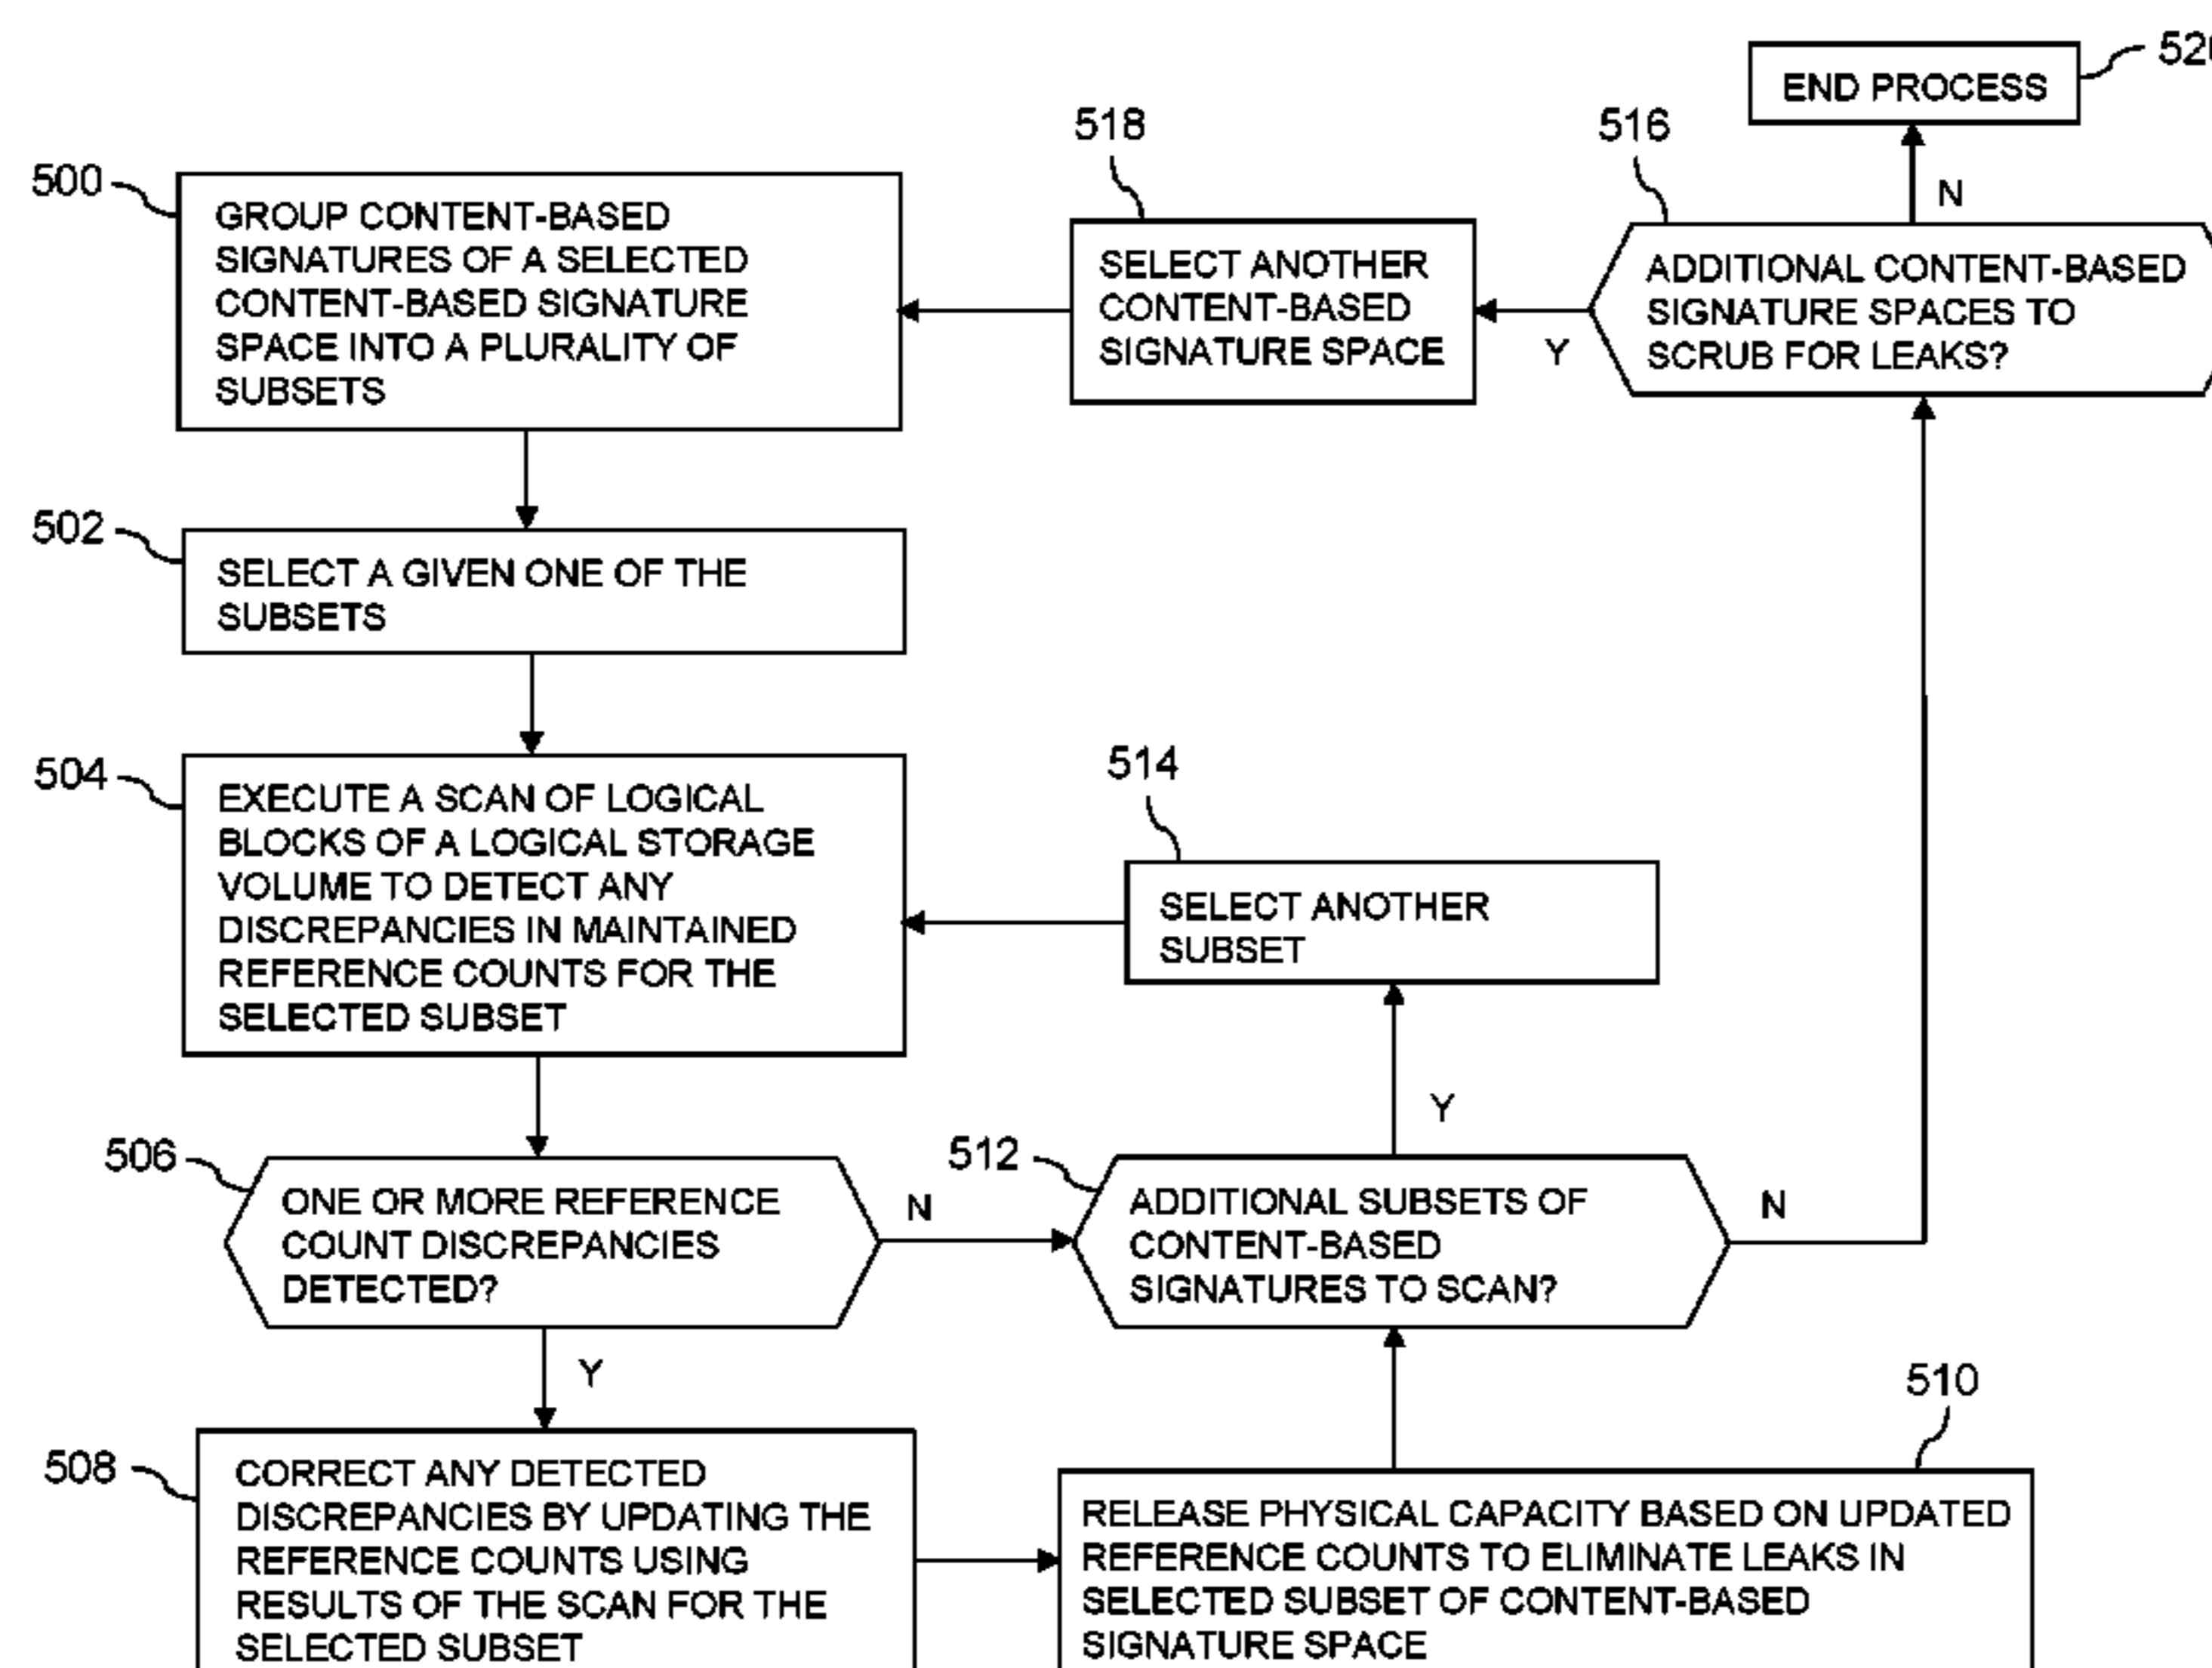 500
GROUP CONTENT-BASED
SIGNATURES OF A SELECTED
CONTENT-BASED SIGNATURE
SPACE INTO A PLURALITY OF
SUBSETS
518
SELECT ANOTHER
CONTENT-BASED
SIGNATURE SPACE
Y
516
ADDITIONAL CONTENT-BASED
SIGNATURE SPACES TO
SCRUB FOR LEAKS?
N
END PROCESS
502
SELECT A GIVEN ONE OF THE
SUBSETS
504
EXECUTE A SCAN OF LOGICAL
BLOCKS OF A LOGICAL STORAGE
VOLUME TO DETECT ANY
DISCREPANCIES IN MAINTAINED
REFERENCE COUNTS FOR THE
SELECTED SUBSET
514
SELECT ANOTHER
SUBSET
Y
506
ONE OR MORE REFERENCE
COUNT DISCREPANCIES
DETECTED?
N
512
ADDITIONAL SUBSETS OF
CONTENT-BASED
SIGNATURES TO SCAN?
N
Y
508
CORRECT ANY DETECTED
DISCREPANCIES BY UPDATING THE
REFERENCE COUNTS USING
RESULTS OF THE SCAN FOR THE
SELECTED SUBSET
510
RELEASE PHYSICAL CAPACITY BASED ON UPDATED
REFERENCE COUNTS TO ELIMINATE LEAKS IN
SELECTED SUBSET OF CONTENT-BASED
SIGNATURE SPACE